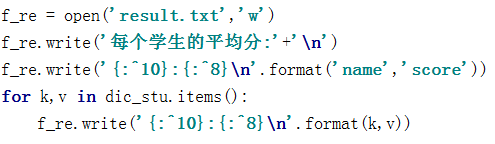 f_re = open('result.txt','w')
f_re.write('每个学生的平均分:'+'\n')
f_re.write('{:^10}:{:^8}\n'.format('name','score'))
for k,v in dic_stu.items():
    f_re.write('{:^10}:{:^8}\n'.format(k,v))